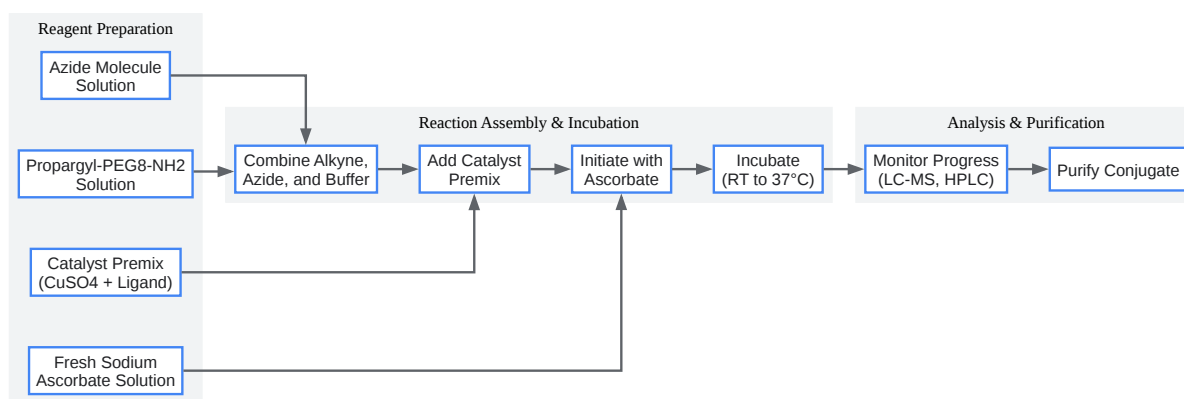 Reagent Preparation
Azide Molecule
Solution
Propargyl-PEG8-NH2
Solution
Catalyst Premix
(CuSO4 + Ligand)
Fresh Sodium
Ascorbate Solution
Reaction Assembly & Incubation
Combine Alkyne,
Azide, and Buffer
Add Catalyst
Premix
Initiate with
Ascorbate
Incubate
(RT to 37°C)
Analysis & Purification
Monitor Progress
(LC-MS, HPLC)
Purify Conjugate